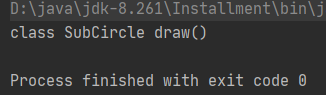 D:\java\jdk-8.261\Installment\bin\j
class SubCircle draw()
Process finished with exit code 0